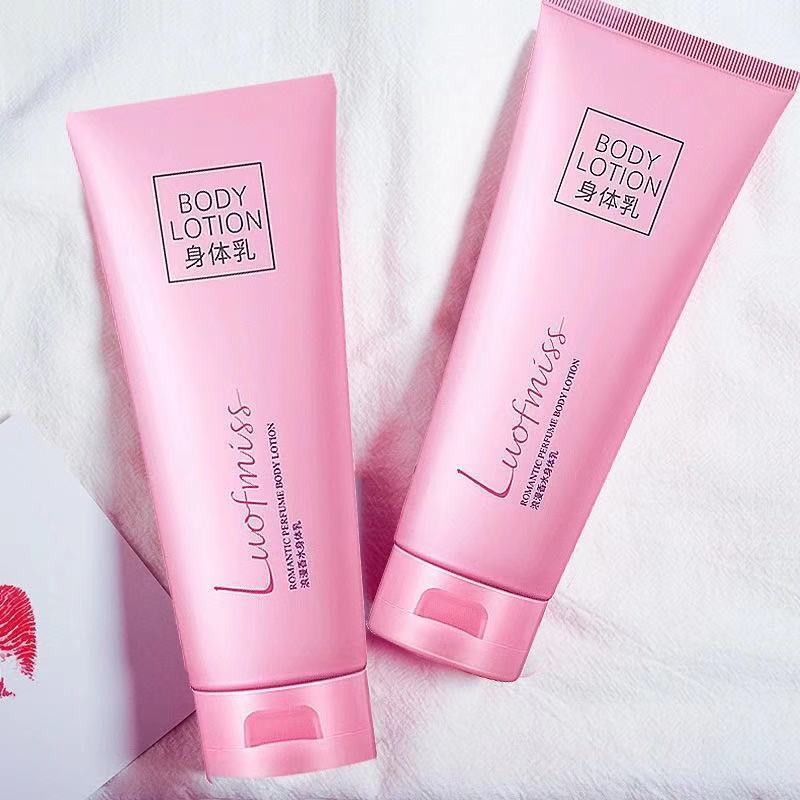 BODY
LOTION
身体乳
Luofmiss
ROMANTIC PERFUME BODY LOTION
浪漫香水身体乳
BODY
LOTION
身体乳
Luofmiss
ROMANTIC PERFUME BODY LOTION
浪漫香水身体乳